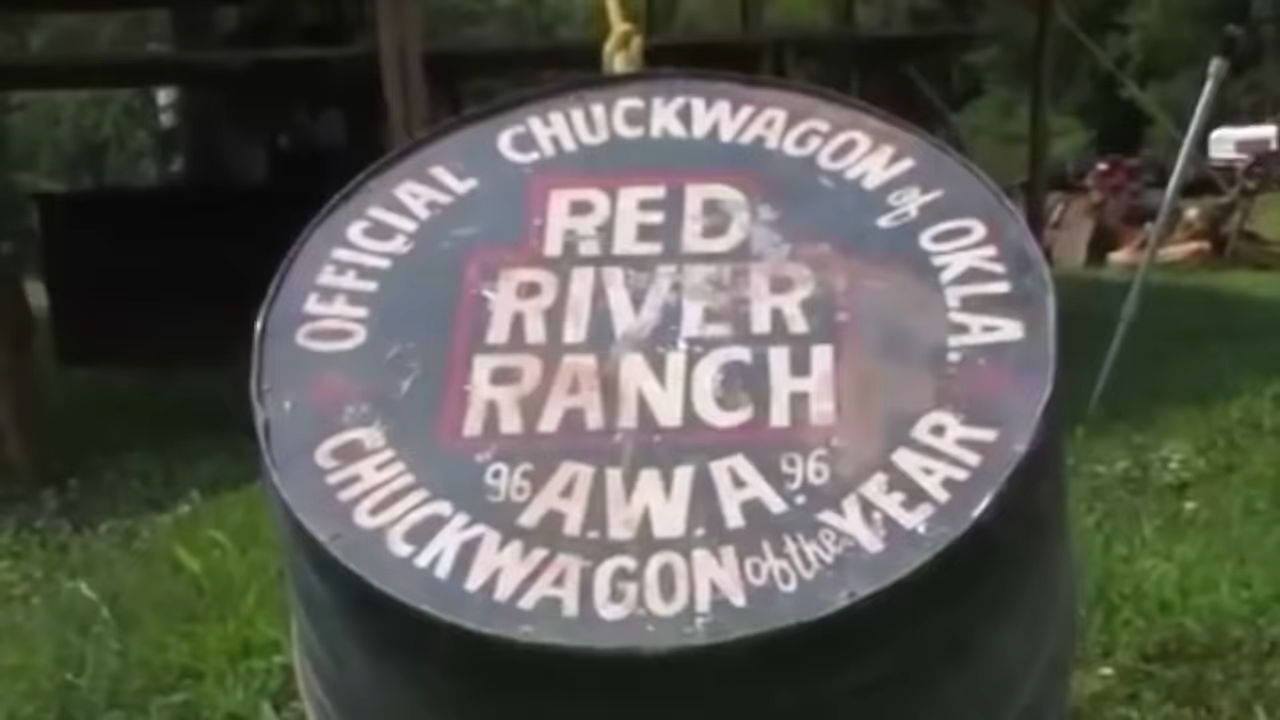 OFFICIAL CHUCKWAGON of OKLA.
RED
RIVER
RANCH
'96 A.W.A. '96
CHUCKWAGON of the YEAR